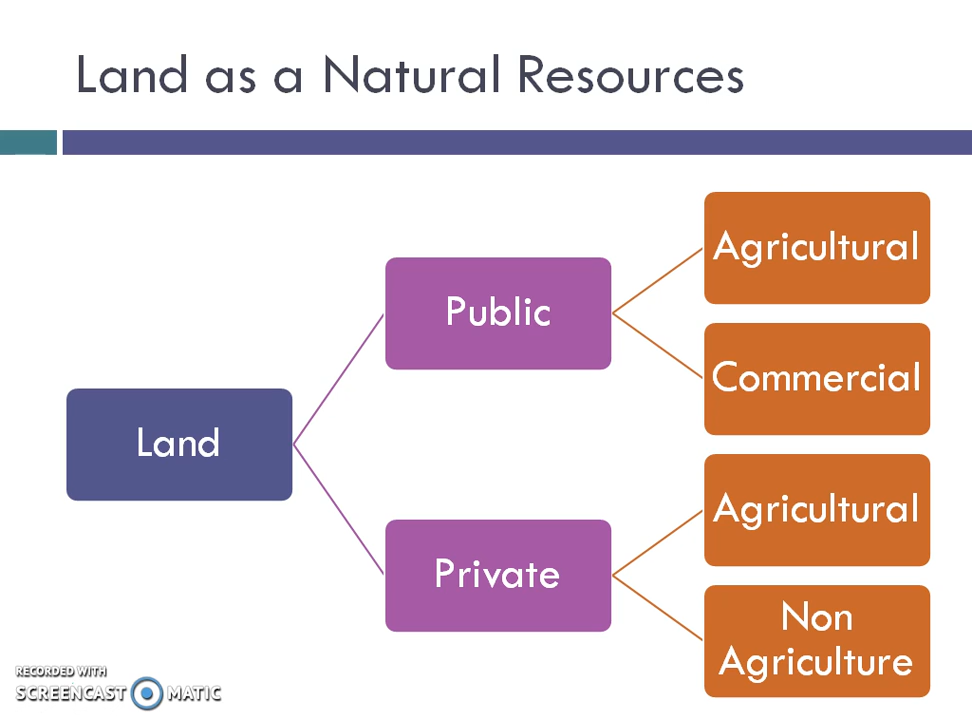 Land as a Natural Resources
Land
Public
Private
Agricultural
Commercial
Agricultural
Non
Agriculture
RECORDED WITH
SCREENCAST MATIC